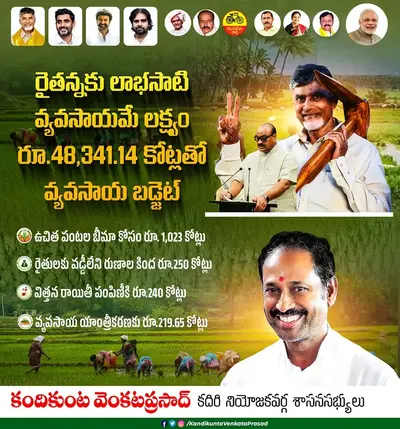 రైతన్నకు లాభసాటి
వ్యవసాయమే లక్ష్యం
రూ.48,341.14 కోట్లతో
వ్యవసాయ బడ్జెట్
ఉచిత పంటల బీమా కోసం రూ. 1,023 కోట్లు
రైతులకు వడ్డీలేని రుణాల కింద రూ.250 కోట్లు
విత్తన రాయితీ పంపిణీకి రూ.240 కోట్లు
వ్యవసాయ యాంత్రీకరణకు రూ.219.65 కోట్లు
కందికుంట వెంకటప్రసాద్ కదిరి నియోజకవర్గ శాసనసభ్యులు
/KandikuntaVenkataPrasad